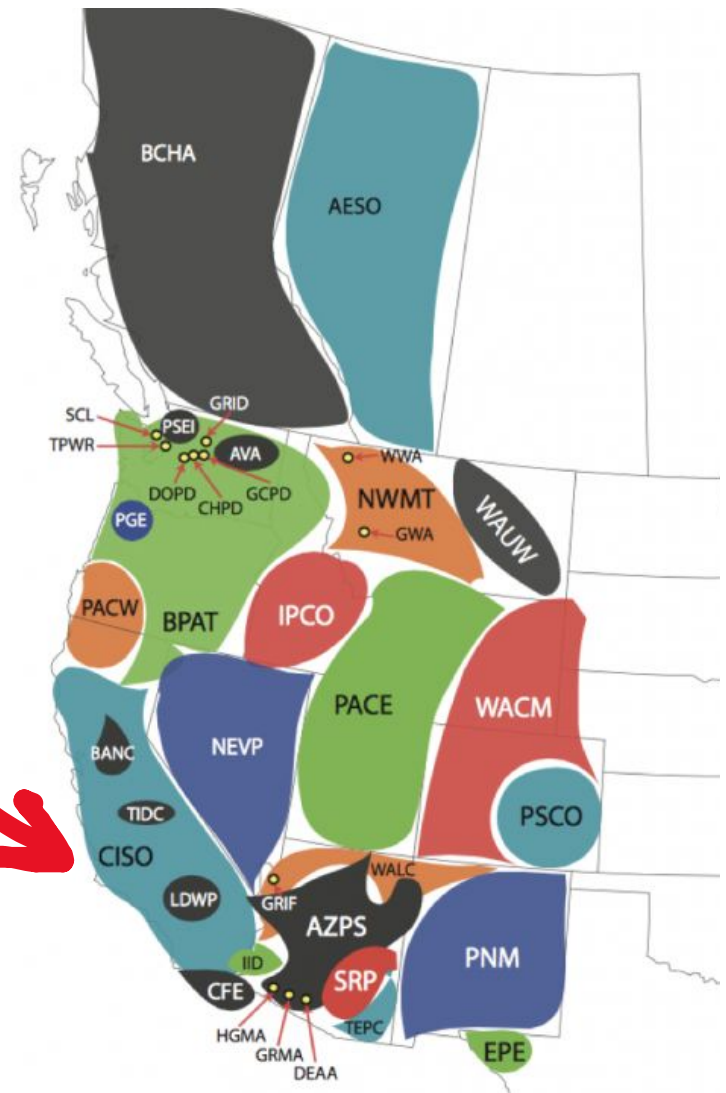 BCHA
AESO
GRID
SCL
PSEI
TPWR
AVA
WWA
DOPD
GCPD
CHPD
NWMT
WAUW
PGE
GWA
PACW
BPAT
IPCO
PACE
WACM
NEVP
BANC
TIDC
PSCO
CISO
WALC
LDWP
GRIF
AZPS
PNM
IID
SRP
CFE
TEPC
HGMA
GRMA
EPE
DEAA